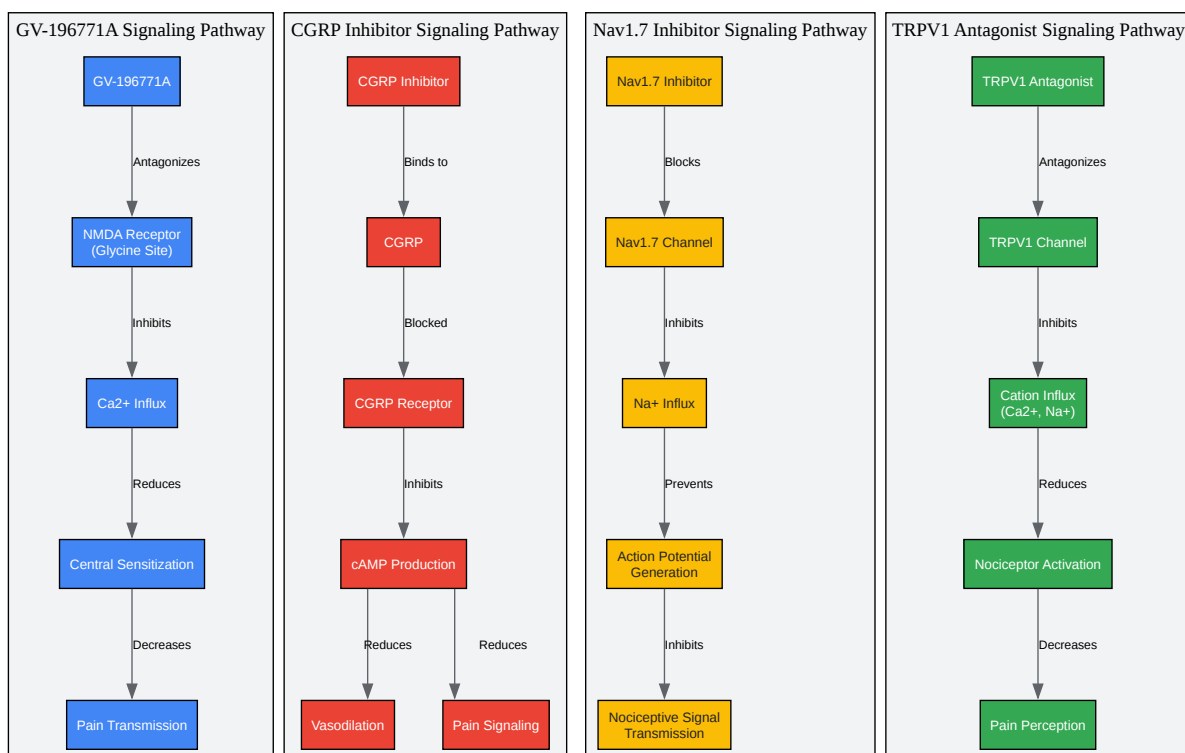 GV-196771A Signaling Pathway
GV-196771A
Antagonizes
NMDA Receptor
(Glycine Site)
Inhibits
Ca2+ Influx
Reduces
Central Sensitization
Decreases
Pain Transmission
CGRP Inhibitor Signaling Pathway
CGRP Inhibitor
Binds to
CGRP
Blocked
CGRP Receptor
Inhibits
cAMP Production
Reduces
Reduces
Vasodilation
Pain Signaling
Nav1.7 Inhibitor Signaling Pathway
Nav1.7 Inhibitor
Blocks
Nav1.7 Channel
Inhibits
Na+ Influx
Prevents
Action Potential
Generation
Inhibits
Nociceptive Signal
Transmission
TRPV1 Antagonist Signaling Pathway
TRPV1 Antagonist
Antagonizes
TRPV1 Channel
Inhibits
Cation Influx
(Ca2+, Na+)
Reduces
Nociceptor Activation
Decreases
Pain Perception